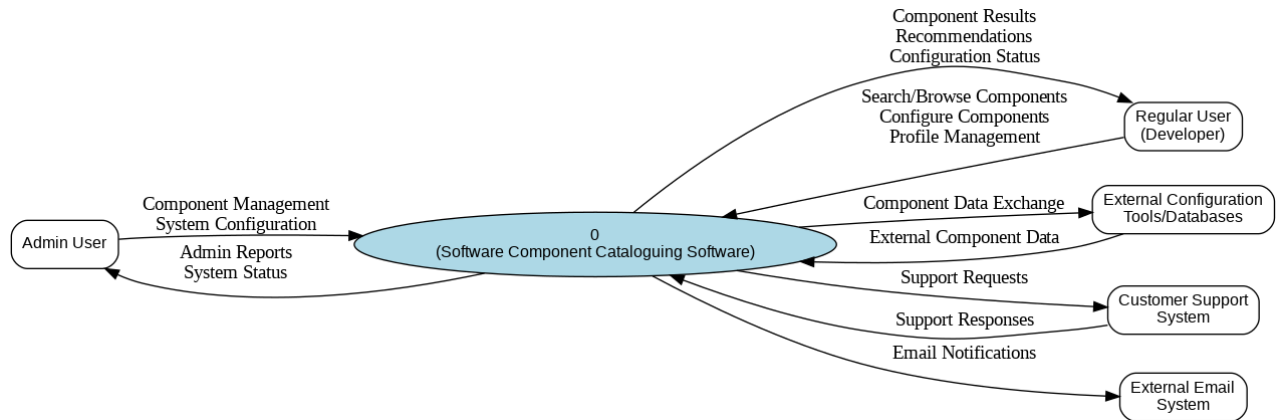 Component Results
Recommendations
Configuration Status
Search/Browse Components
Configure Components
Profile Management
Regular User
(Developer)
Component Management
System Configuration
Admin User
Admin Reports
System Status
0
(Software Component Cataloguing Software)
Component Data Exchange
External Component Data
External Configuration
Tools/Databases
Support Requests
Support Responses
Customer Support
System
Email Notifications
External Email
System